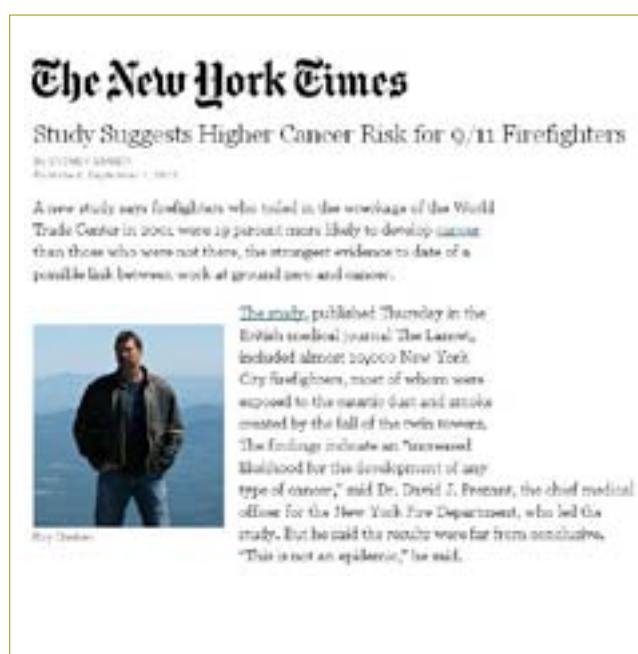 The New York Times
Study Suggests Higher Cancer Risk for 9/11 Firefighters
By SYDNEY EMBER
Published: September 1, 2011
A new study says firefighters who toiled in the wreckage of the World
Trade Center in 2001 were 19 percent more likely to develop cancer
than those who were not there, the strongest evidence to date of a
possible link between work at ground zero and cancer.
The study, published Thursday in the
British medical journal The Lancet,
included almost 10,000 New York
City firefighters, most of whom were
exposed to the caustic dust and smoke
created by the fall of the twin towers.
The findings indicate an "increased
likelihood for the development of any
type of cancer," said Dr. David J. Prezant, the chief medical
officer for the New York Fire Department, who led the
study. But he said the results were far from conclusive.
"This is not an epidemic," he said.